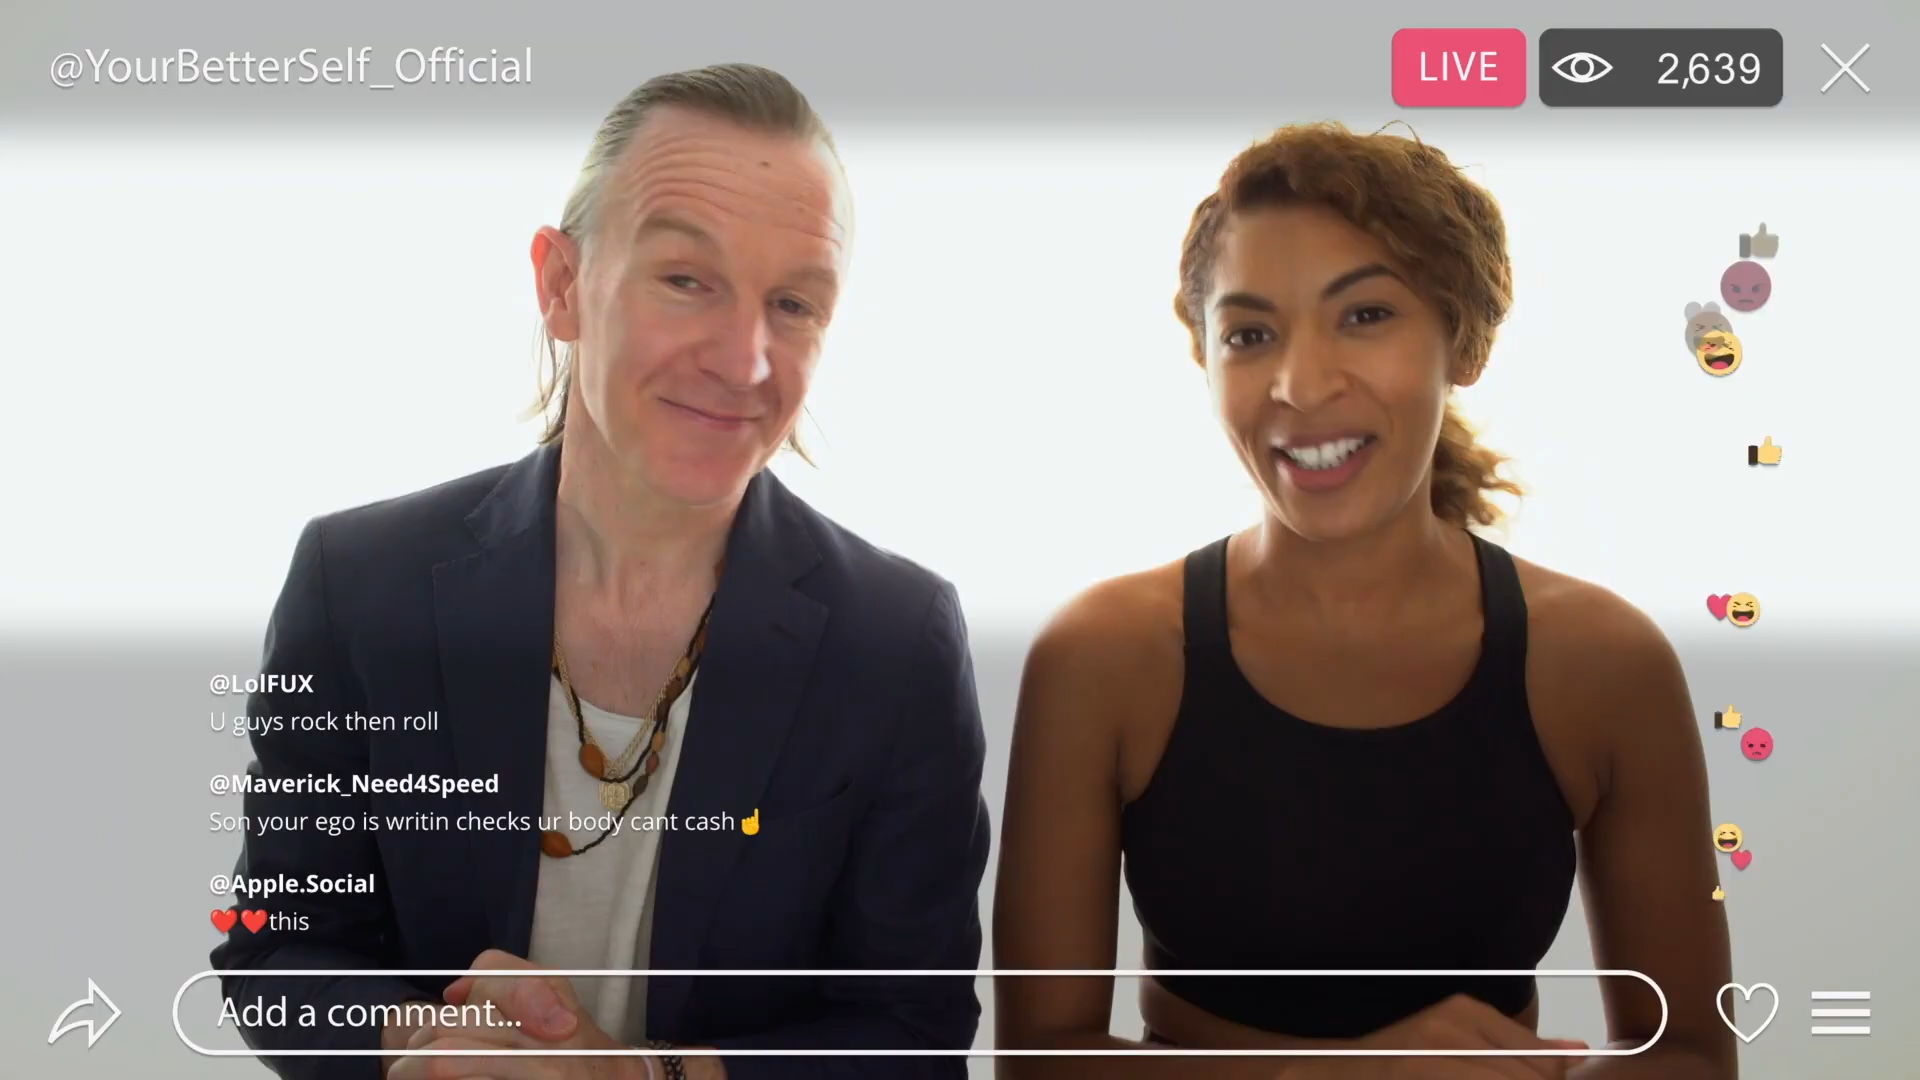 @YourBetterSelf_Official
LIVE
2,639
@LolFUX
U guys rock then roll
@Maverick_Need4Speed
Son your ego is writin checks ur body cant cash☝
@Apple.Social
❤️❤️this
Add a comment...